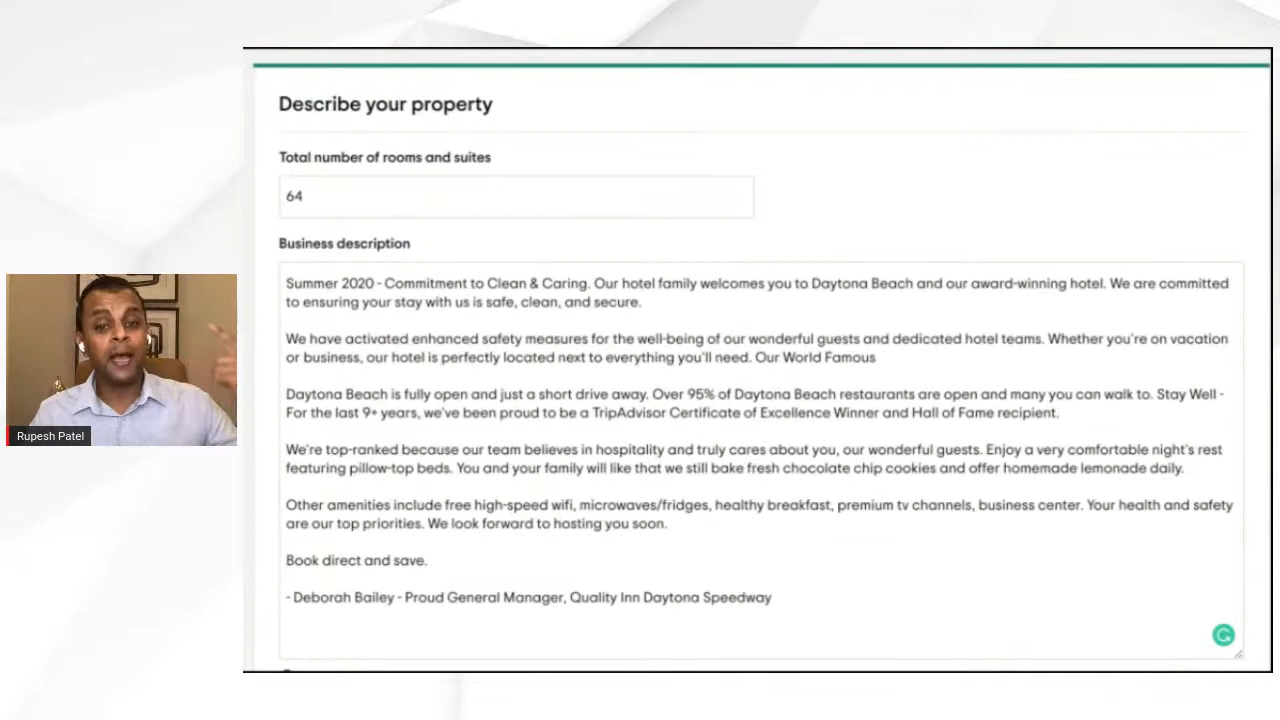 Describe your property
Total number of rooms and suites
64
Business description
Summer 2020 - Commitment to Clean & Caring. Our hotel family welcomes you to Daytona Beach and our award-winning hotel. We are committed
to ensuring your stay with us is safe, clean, and secure.
We have activated enhanced safety measures for the well-being of our wonderful guests and dedicated hotel teams. Whether you're on vacation
or business, our hotel is perfectly located next to everything you'll need. Our World Famous
Daytona Beach is fully open and just a short drive away. Over 95% of Daytona Beach restaurants are open and many you can walk to. Stay Well -
For the last 9+ years, we've been proud to be a TripAdvisor Certificate of Excellence Winner and Hall of Fame recipient.
We're top-ranked because our team believes in hospitality and truly cares about you, our wonderful guests. Enjoy a very comfortable night's rest
featuring pillow-top beds. You and your family will like that we still bake fresh chocolate chip cookies and offer homemade lemonade daily.
Other amenities include free high-speed wifi, microwaves/fridges, healthy breakfast, premium tv channels, business center. Your health and safety
are our top priorities. We look forward to hosting you soon.
Book direct and save.
- Deborah Bailey - Proud General Manager, Quality Inn Daytona Speedway
Rupesh Patel